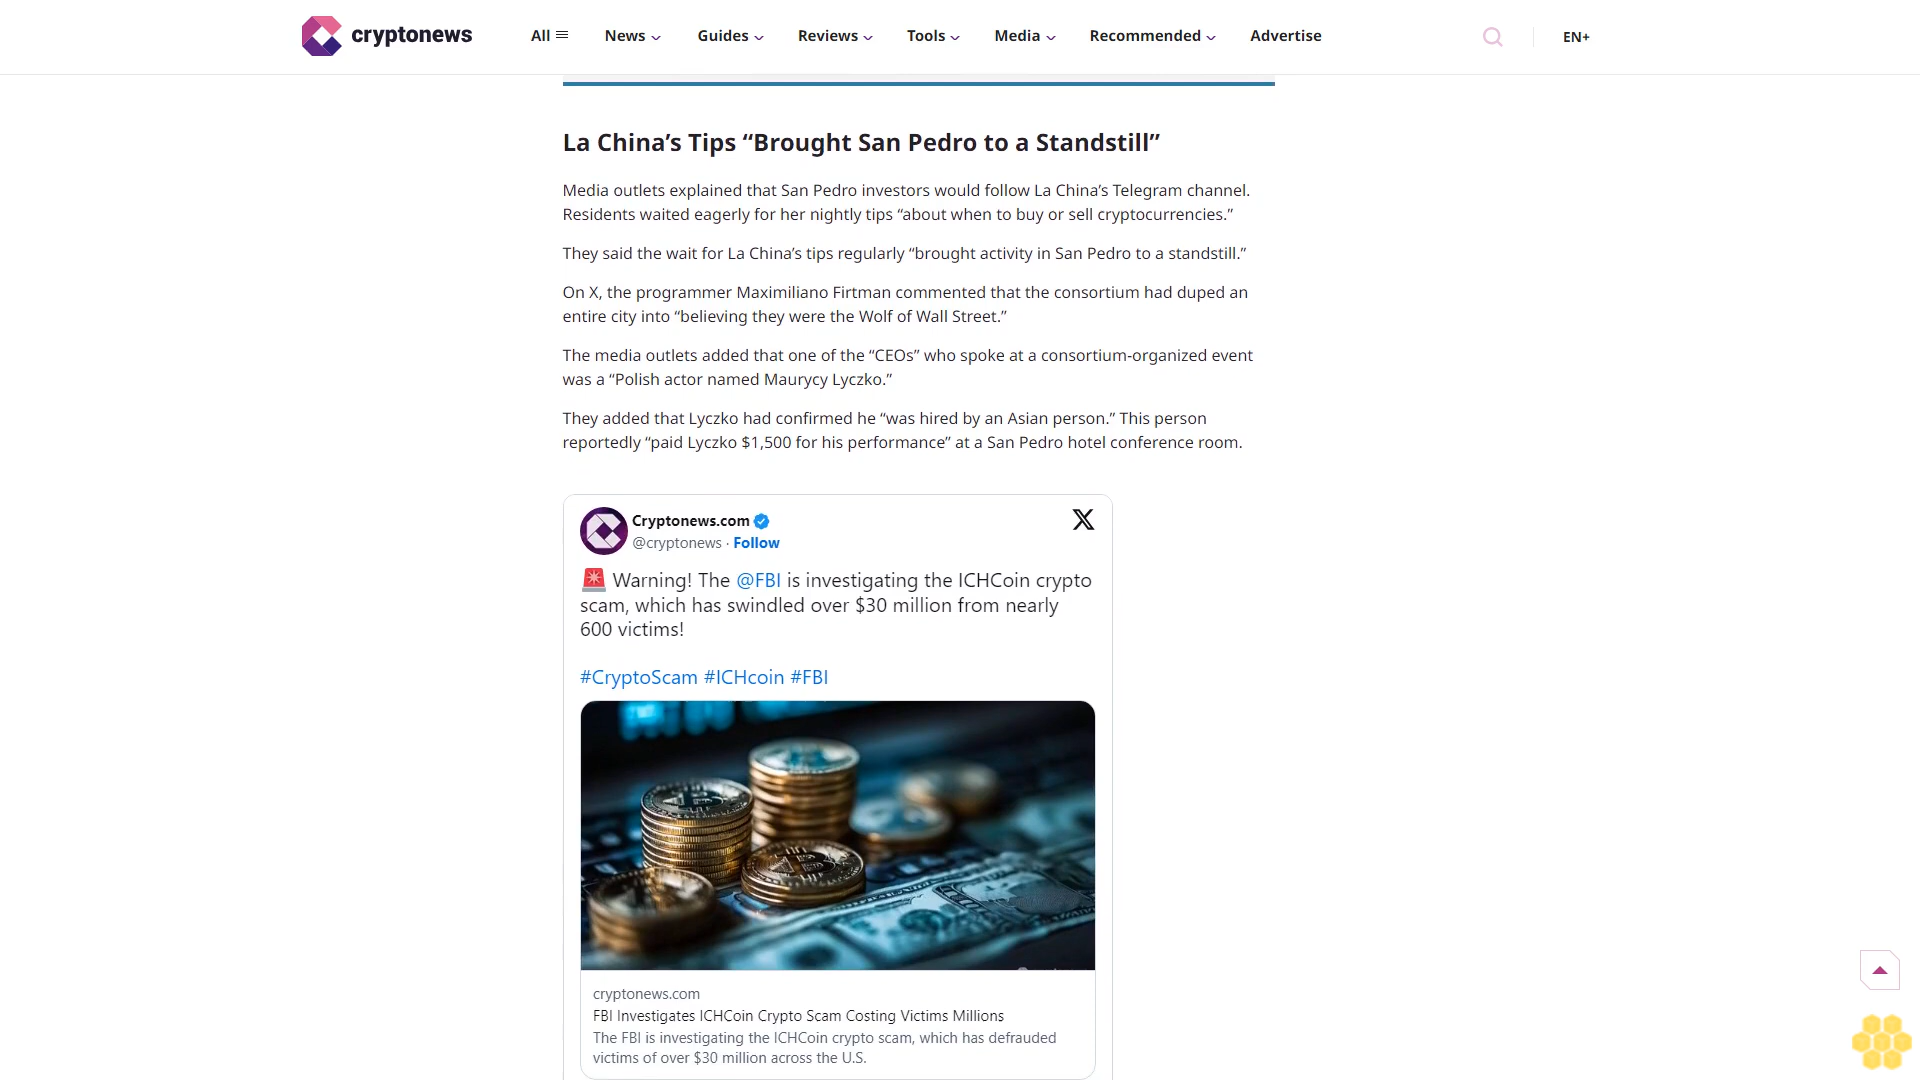 cryptonews
All
News
Guides
Reviews
Tools
Media
Recommended
Advertise
EN+
La China’s Tips “Brought San Pedro to a Standstill”
Media outlets explained that San Pedro investors would follow La China’s Telegram channel.
Residents waited eagerly for her nightly tips “about when to buy or sell cryptocurrencies.”
They said the wait for La China’s tips regularly “brought activity in San Pedro to a standstill.”
On X, the programmer Maximiliano Firtman commented that the consortium had duped an
entire city into “believing they were the Wolf of Wall Street.”
The media outlets added that one of the “CEOs” who spoke at a consortium-organized event
was a “Polish actor named Maurycy Lyczko.”
They added that Lyczko had confirmed he “was hired by an Asian person.” This person
reportedly “paid Lyczko $1,500 for his performance” at a San Pedro hotel conference room.
Cryptonews.com
@cryptonews · Follow
🚨 Warning! The @FBI is investigating the ICHCoin crypto
scam, which has swindled over $30 million from nearly
600 victims!
#CryptoScam #ICHcoin #FBI
cryptonews.com
FBI Investigates ICHCoin Crypto Scam Costing Victims Millions
The FBI is investigating the ICHCoin crypto scam, which has defrauded
victims of over $30 million across the U.S.